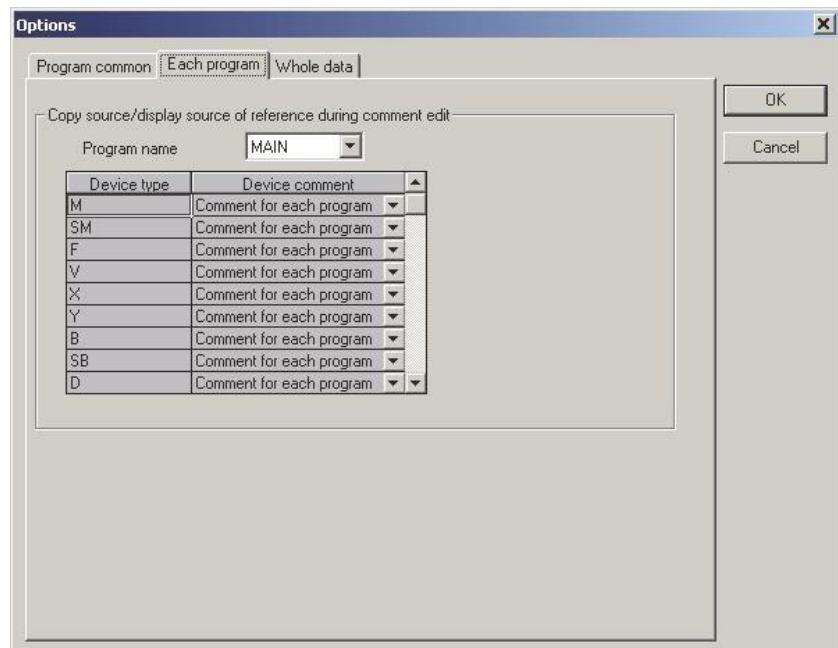 Options
Program common Each program Whole data
OK
Cancel
Copy source/display source of reference during comment edit
Program name MAIN
Device type Device comment
M Comment for each program
SM Comment for each program
F Comment for each program
V Comment for each program
X Comment for each program
Y Comment for each program
B Comment for each program
SB Comment for each program
D Comment for each program